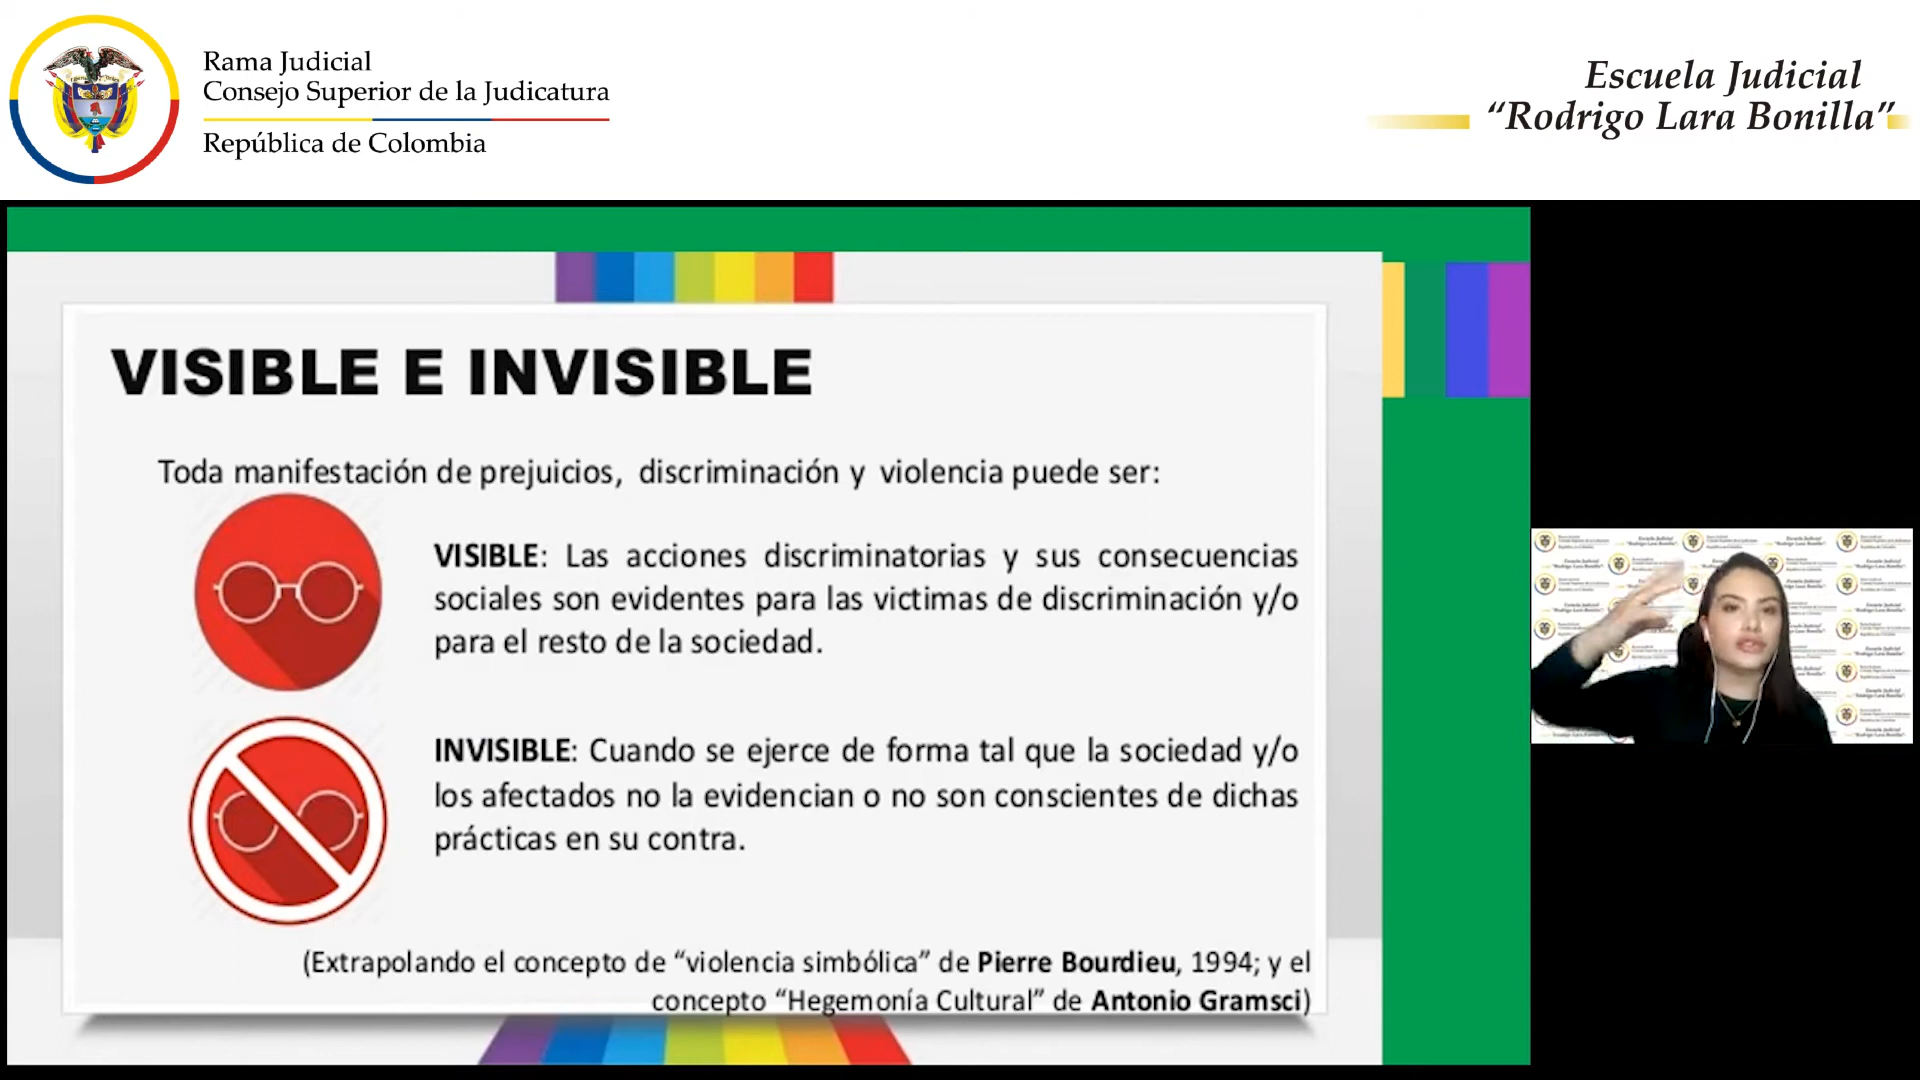 Rama Judicial
Consejo Superior de la Judicatura
República de Colombia
Escuela Judicial
“Rodrigo Lara Bonilla”
VISIBLE E INVISIBLE
Toda manifestación de prejuicios, discriminación y violencia puede ser:
VISIBLE: Las acciones discriminatorias y sus consecuencias
sociales son evidentes para las victimas de discriminación y/o
para el resto de la sociedad.
INVISIBLE: Cuando se ejerce de forma tal que la sociedad y/o
los afectados no la evidencian o no son conscientes de dichas
prácticas en su contra.
(Extrapolando el concepto de “violencia simbólica” de Pierre Bourdieu, 1994; y el
concepto “Hegemonía Cultural” de Antonio Gramsci)